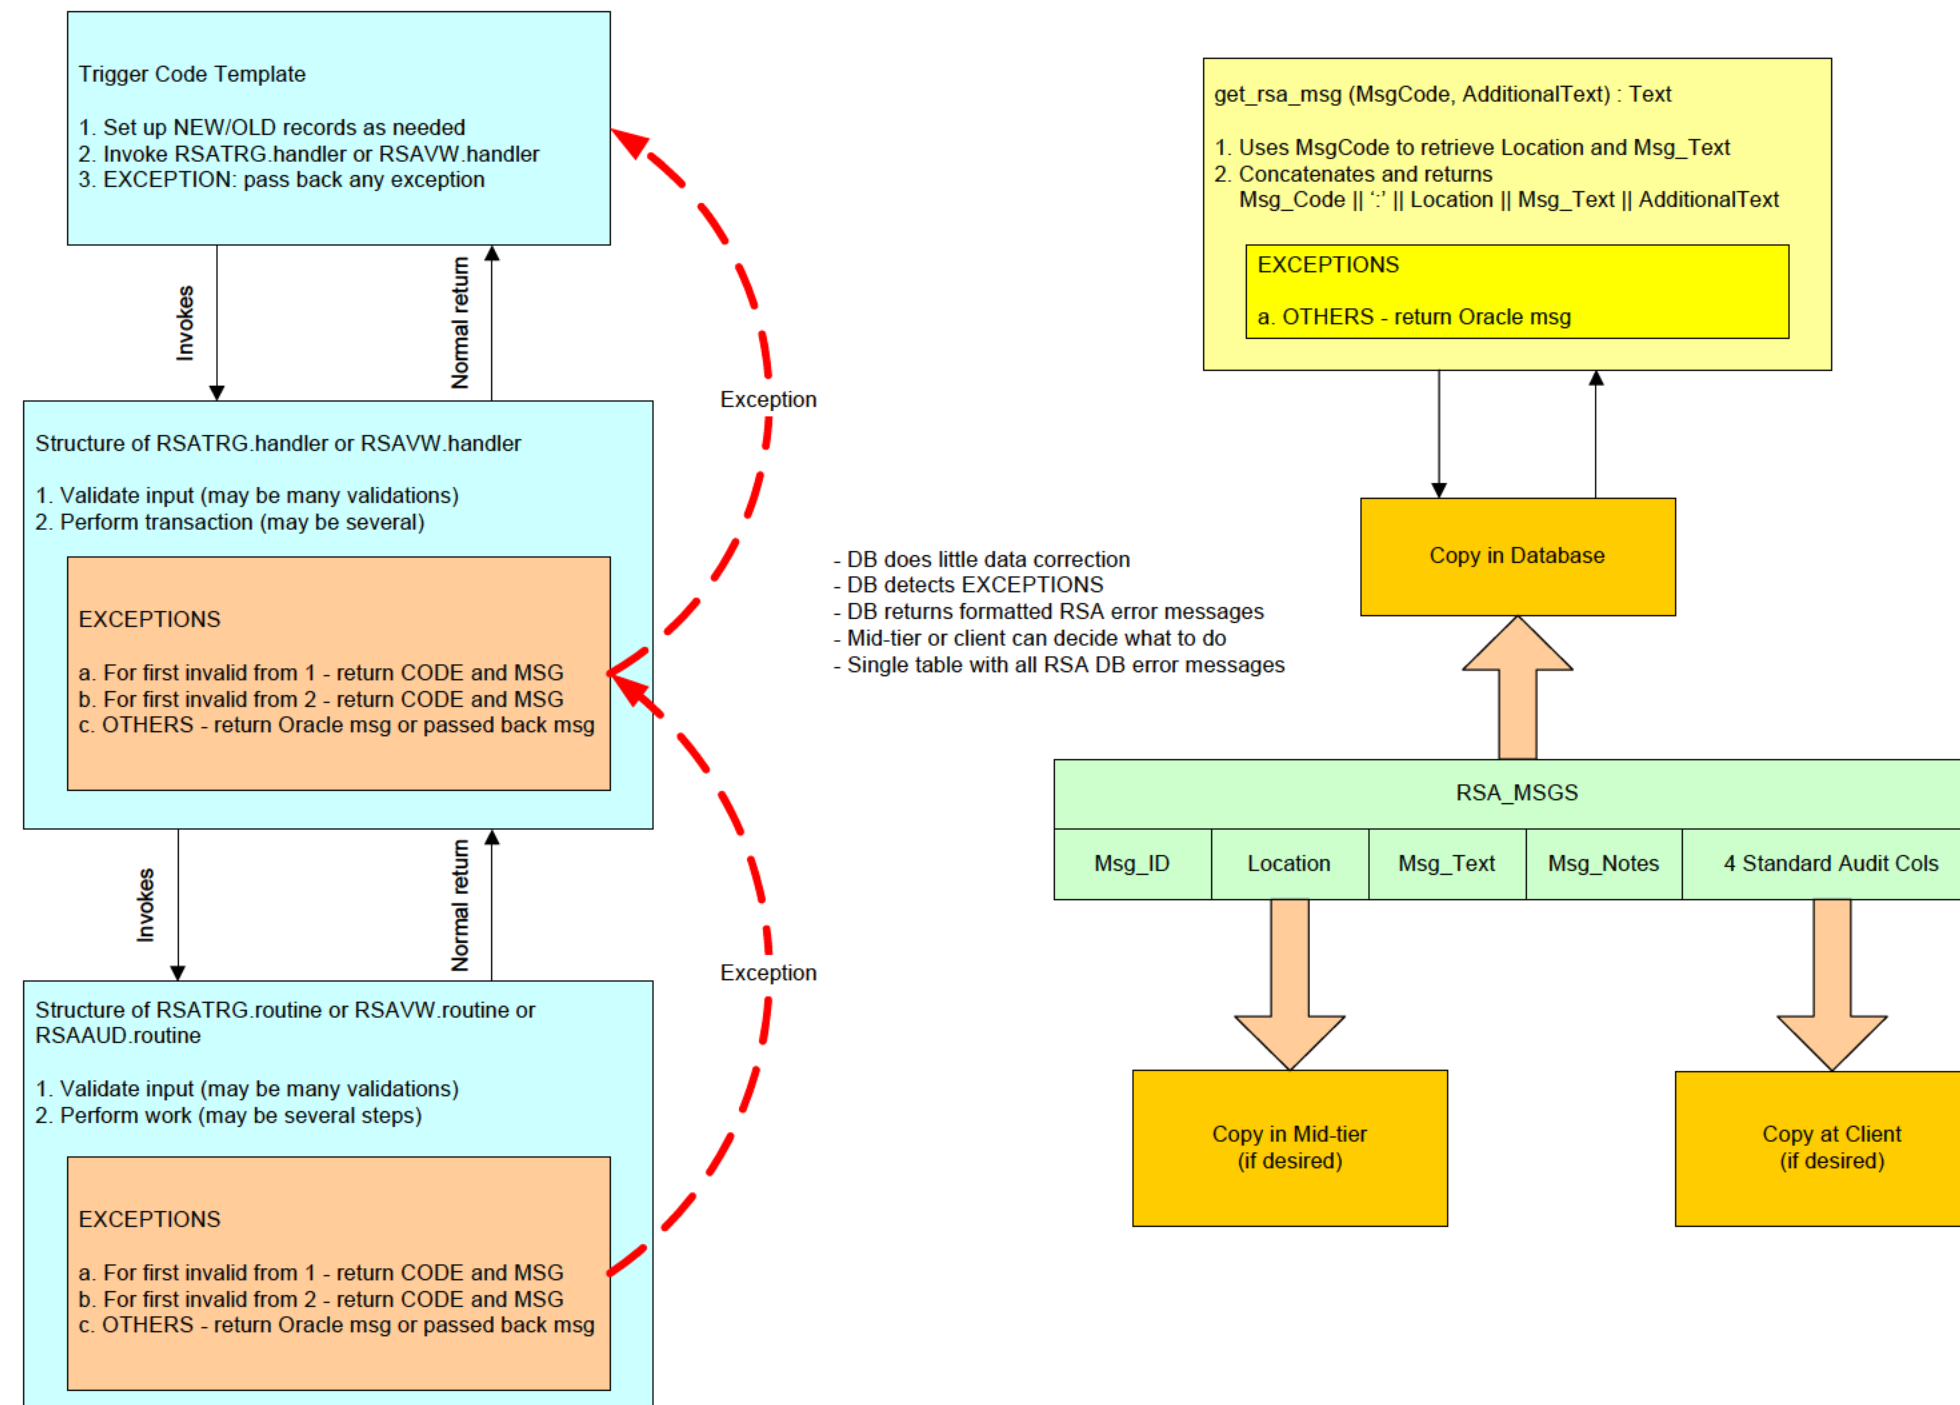 Trigger Code Template
1. Set up NEW/OLD records as needed
2. Invoke RSATRG.handler or RSAVW.handler
3. EXCEPTION: pass back any exception
Invokes
Normal return
Exception
Structure of RSATRG.handler or RSAVW.handler
1. Validate input (may be many validations)
2. Perform transaction (may be several)
EXCEPTIONS
a. For first invalid from 1 - return CODE and MSG
b. For first invalid from 2 - return CODE and MSG
c. OTHERS - return Oracle msg or passed back msg
Invokes
Normal return
Exception
Structure of RSATRG.routine or RSAVW.routine or
RSAAUD.routine
1. Validate input (may be many validations)
2. Perform work (may be several steps)
EXCEPTIONS
a. For first invalid from 1 - return CODE and MSG
b. For first invalid from 2 - return CODE and MSG
c. OTHERS - return Oracle msg or passed back msg
- DB does little data correction
- DB detects EXCEPTIONS
- DB returns formatted RSA error messages
- Mid-tier or client can decide what to do
- Single table with all RSA DB error messages
get_rsa_msg (MsgCode, AdditionalText) : Text
1. Uses MsgCode to retrieve Location and Msg_Text
2. Concatenates and returns
Msg_Code || ‘:’ || Location || Msg_Text || AdditionalText
EXCEPTIONS
a. OTHERS - return Oracle msg
Copy in Database
RSA_MSGS
Msg_ID
Location
Msg_Text
Msg_Notes
4 Standard Audit Cols
Copy in Mid-tier
(if desired)
Copy at Client
(if desired)